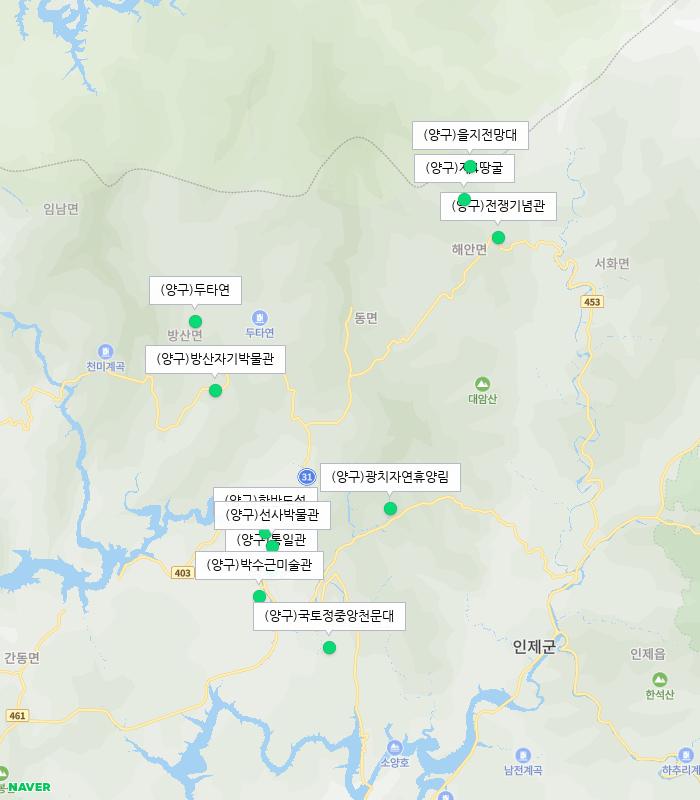 (양구)을지전망대
(양구)
땅굴
(양구)전쟁기념관
임남면
해안면
서화면
453
(양구)두타연
방산면
두타연
동면
천미계곡
(양구)방산자기박물관
대암산
31
(양구)광치자연휴양림
(양구)한반도섬
(양구)선사박물관
(양구)통일관
403
(양구)박수근미술관
(양구)국토정중앙천문대
간동면
인제군
인제읍
한석산
461
소양호
남전계곡
하추리계
NAVER